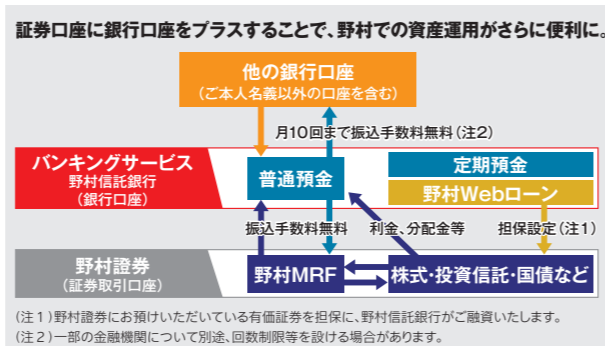 証券口座に銀行口座をプラスすることで、野村での資産運用がさらに便利に。
他の銀行口座
(ご本人名義以外の口座を含む)
月10回まで振込手数料無料(注2)
バンキングサービス
野村信託銀行
(銀行口座)
普通預金
定期預金
野村Webローン
振込手数料無料
利金、分配金等
担保設定(注1)
野村證券
(証券取引口座)
野村MRF
株式・投資信託・国債など
(注1)野村證券にお預けいただいている有価証券を担保に、野村信託銀行がご融資いたします。
(注2)一部の金融機関について別途、回数制限等を設ける場合があります。